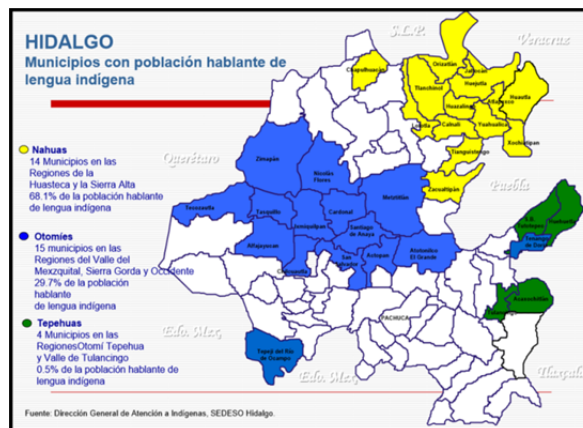 HIDALGO
Municipios con población hablante de
lengua indígena
Nahuas
14 Municipios en las
Regiones de la
Huasteca y la Sierra Alta
68.1% de la población hablante
de lengua indígena
Otomíes
15 municipios en las
Regiones del Valle del
Mexzquital, Sierra Gorda y Occidente
29.7% de la población
hablante
de lengua indígena
Tepehuas
4 Municipios en las
RegionesOtomí Tepehua
y Valle de Tulancingo
0.5% de la población hablante de
lengua indígena
S.L.P.
Veracruz
Querétaro
Puebla
Edo. Mex
Edo. Mex
Tlaxcala
Chapulhuacán
Orizatlán
Jaltocán
Tlanchinol
Huejutla
Huautla
Huazalingo
Atlapexco
Lolotla
Calnali
Yahualica
Xochiatipan
Tianguistengo
Zacualtipán
Zimapán
Nicolás
Flores
Metztitlán
Tecozautla
Tasquillo
Cardonal
Ixmiquilpan
Santiago
de Anaya
Alfajayucan
Chilcuautla
San
Salvador
Actopan
Atotonilco
El Grande
Huehuetla
Tenango
de Doria
Acaxochitlán
PACHUCA
Tepeji del Río
de Ocampo
Fuente: Dirección General de Atención a Indígenas, SEDESO Hidalgo.